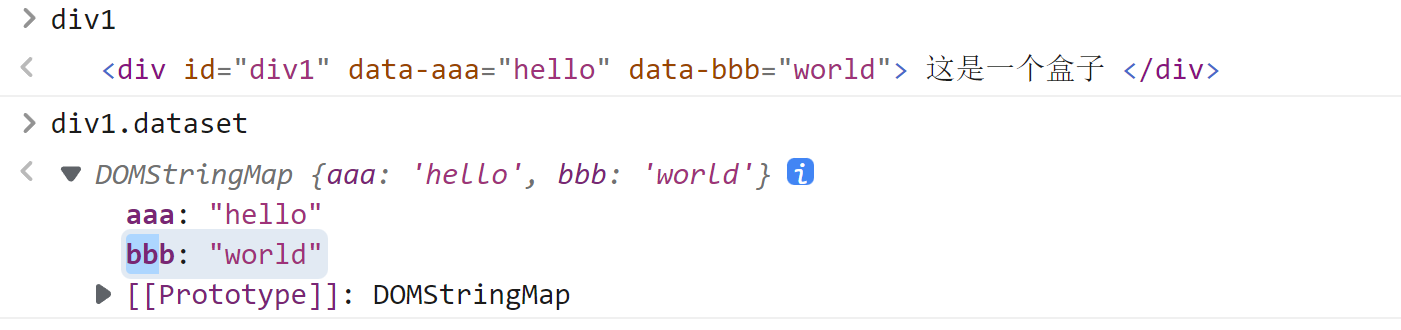 div1
<div id="div1" data-aaa="hello" data-bbb="world"> 这是一个盒子 </div>
div1.dataset
DOMStringMap {aaa: 'hello', bbb: 'world'} i
aaa: "hello"
bbb: "world"
[[Prototype]]: DOMStringMap